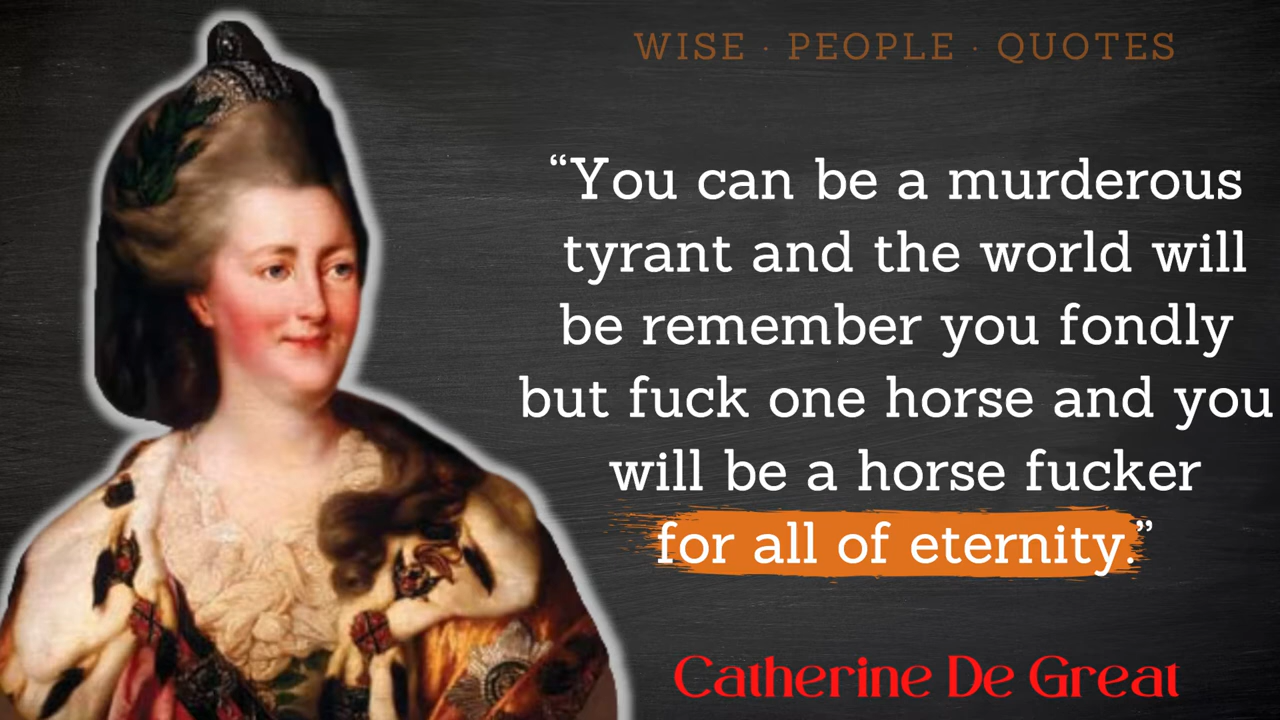 WISE · PEOPLE · QUOTES
“You can be a murderous
tyrant and the world will
be remember you fondly
but fuck one horse and you
will be a horse fucker
for all of eternity.”
Catherine De Great